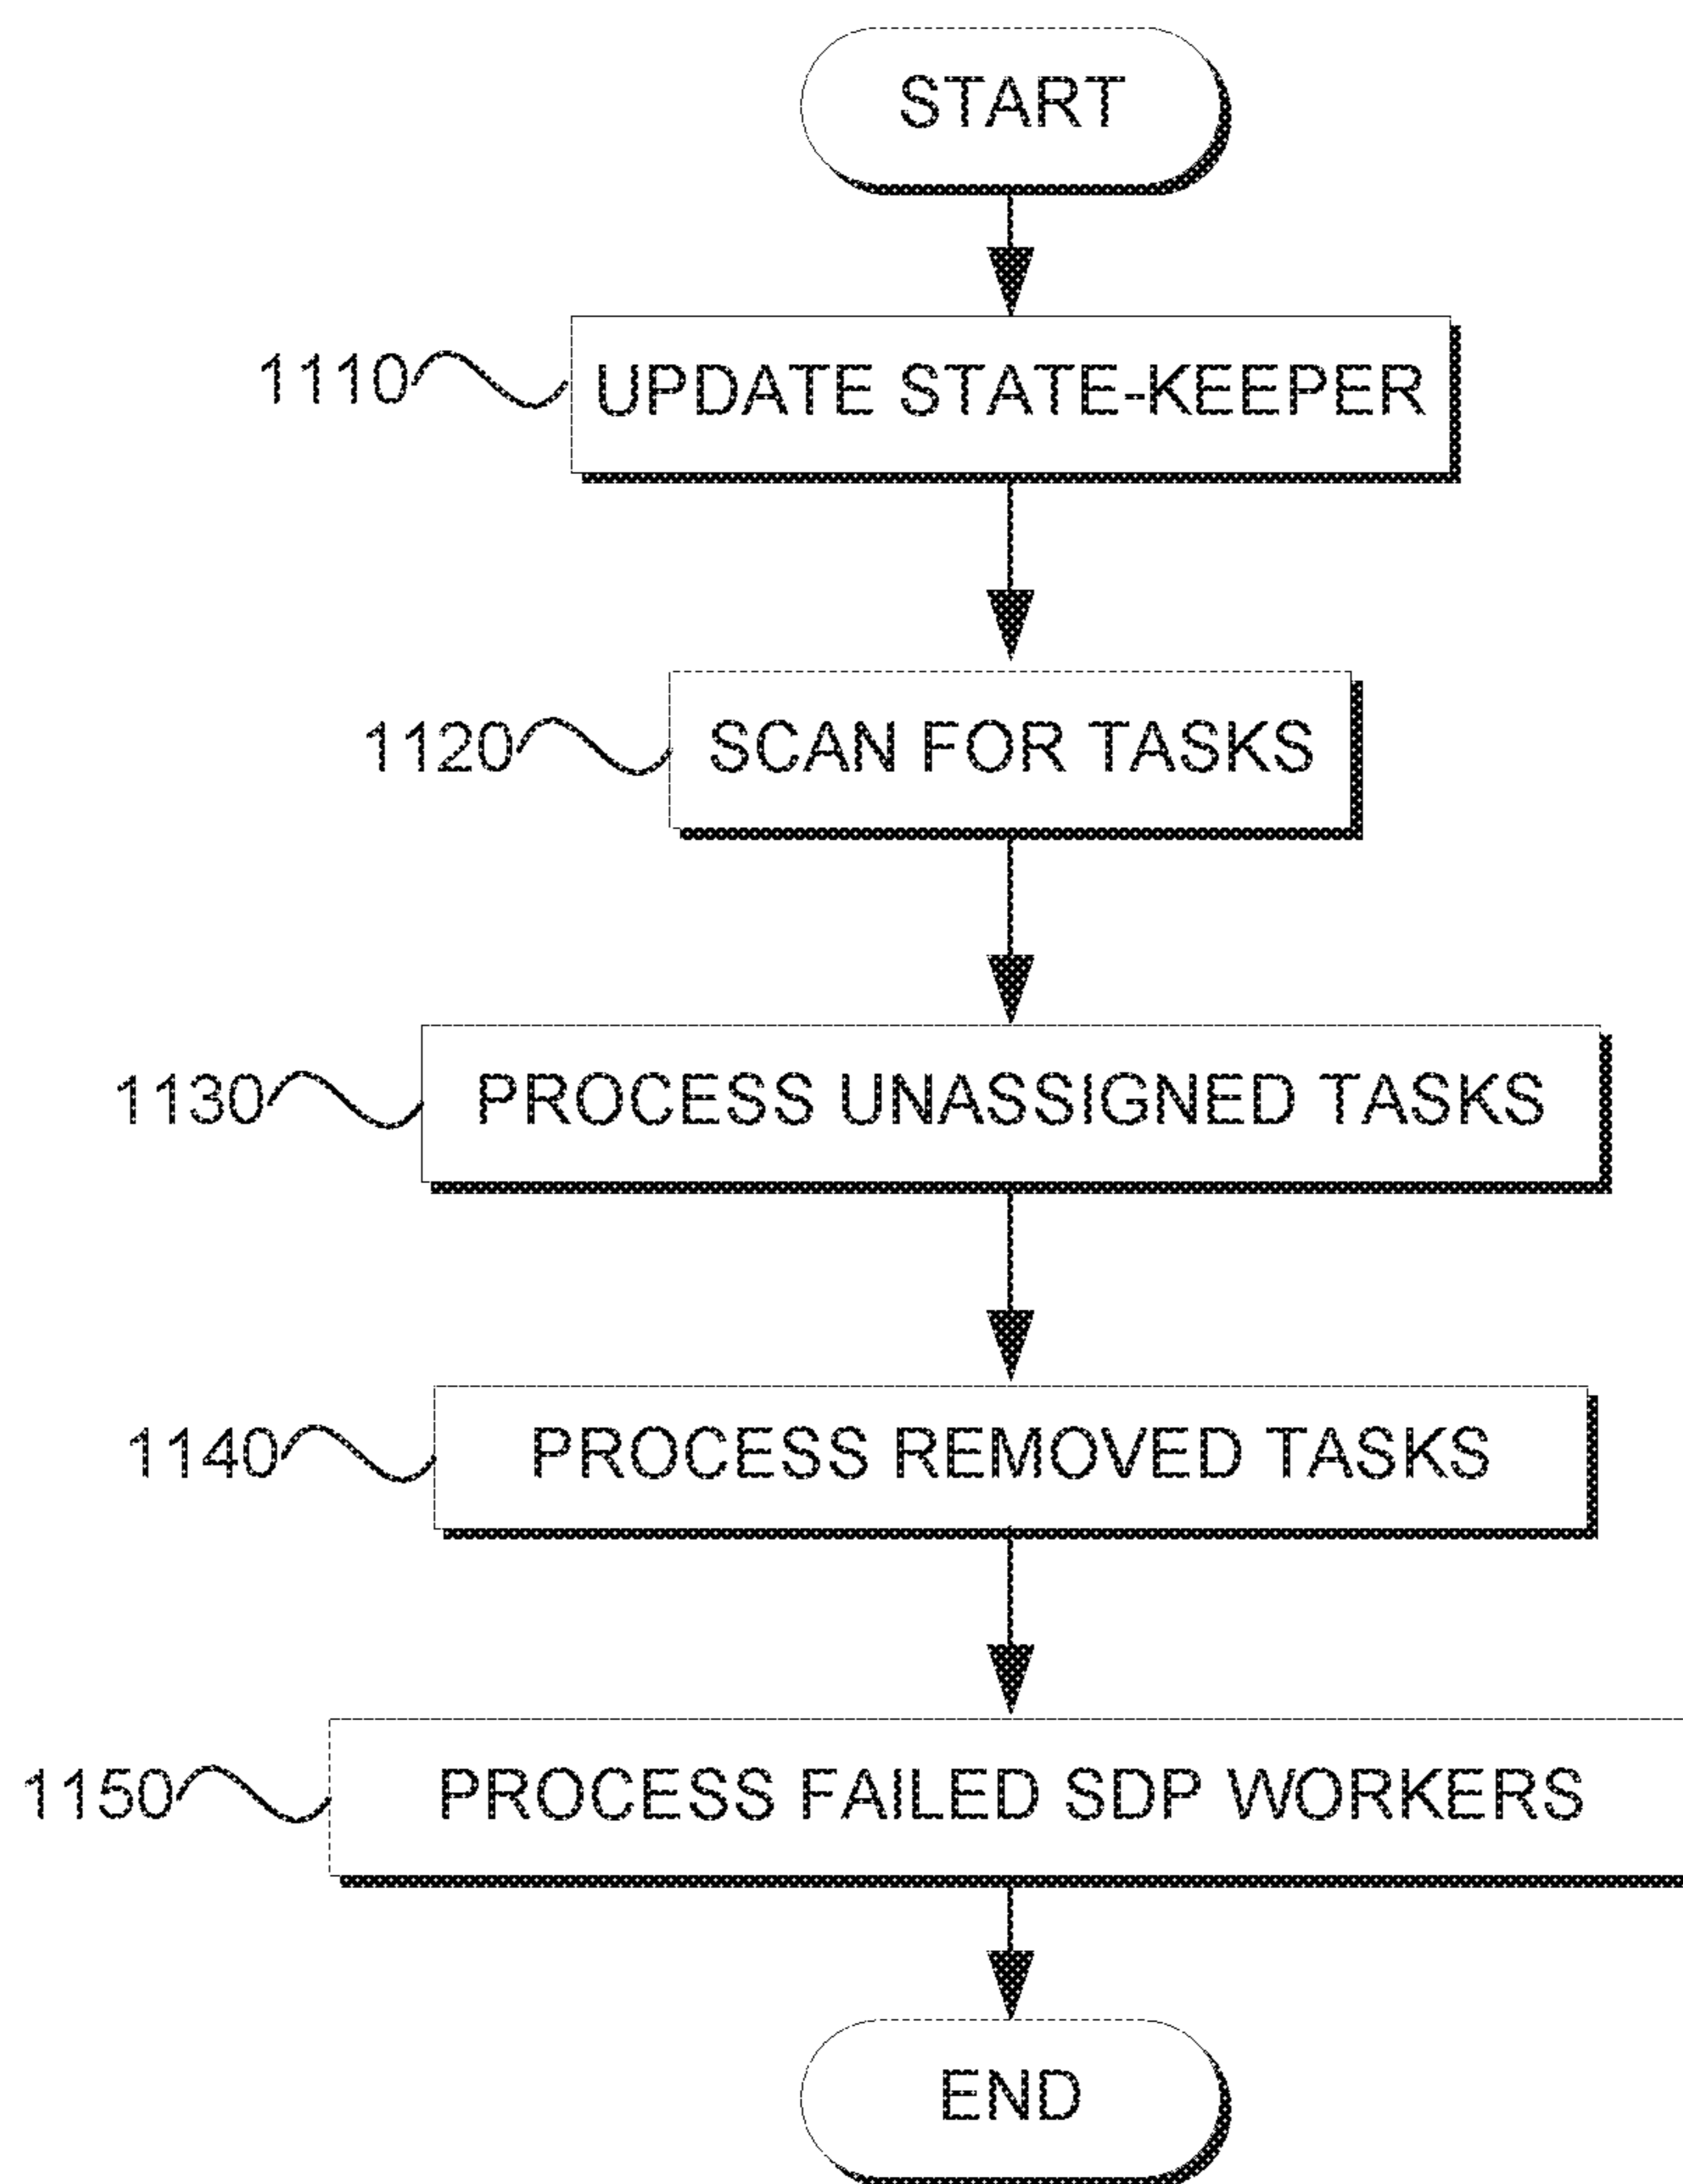 START
1110 UPDATE STATE-KEEPER
1120 SCAN FOR TASKS
1130 PROCESS UNASSIGNED TASKS
1140 PROCESS REMOVED TASKS
1150 PROCESS FAILED SDP WORKERS
END